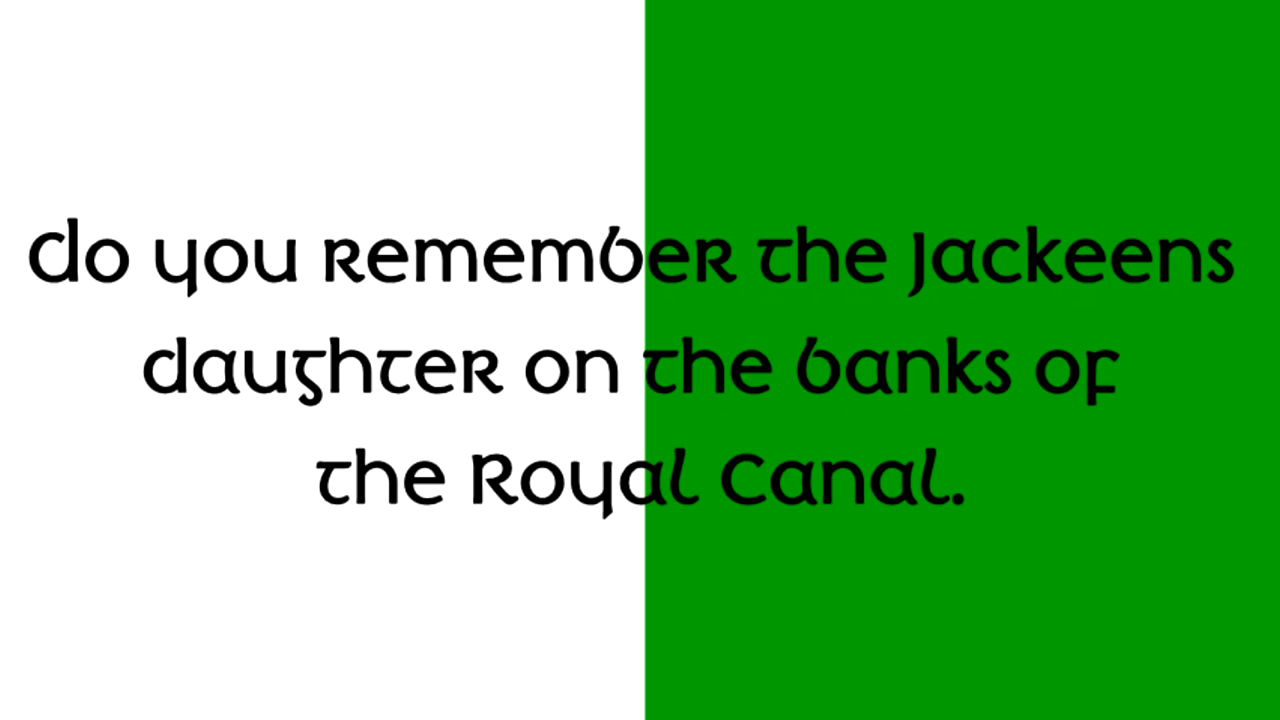 do you remember the Jackeens
daughter on the banks of
the Royal Canal.